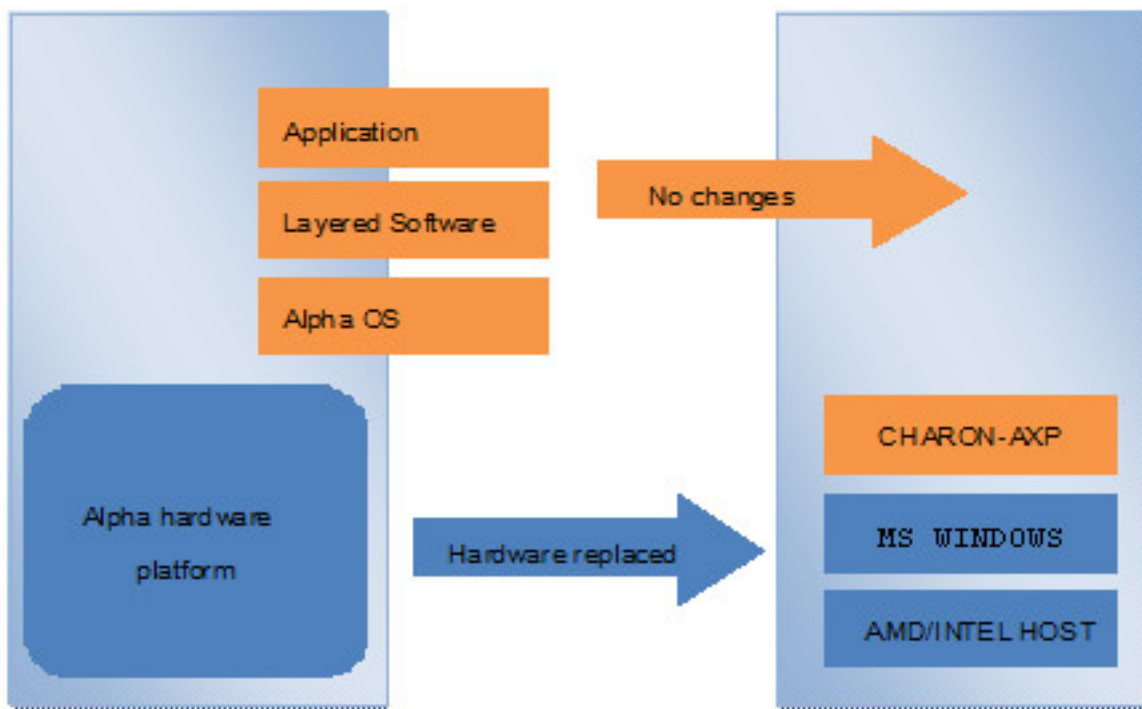 Application
No changes
Layered Software
Alpha OS
CHARON-AXP
Alpha hardware
platform
Hardware replaced
MS WINDOWS
AMD/INTEL HOST